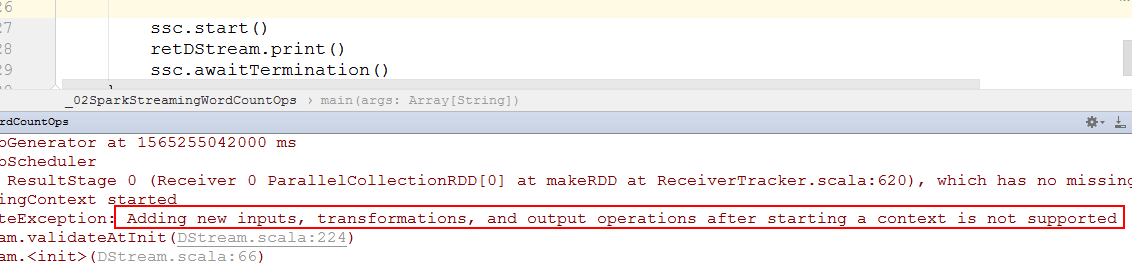 26
27 ssc.start()
28 retDStream.print()
29 ssc.awaitTermination()
}
_02SparkStreamingWordCountOps › main(args: Array[String])
ordCountOps
oGenerator at 1565255042000 ms
oScheduler
ResultStage 0 (Receiver 0 ParallelCollectionRDD[0] at makeRDD at ReceiverTracker.scala:620), which has no missing
ingContext started
teException: Adding new inputs, transformations, and output operations after starting a context is not supported
am.validateAtInit(DStream.scala:224)
am.<init>(DStream.scala:66)